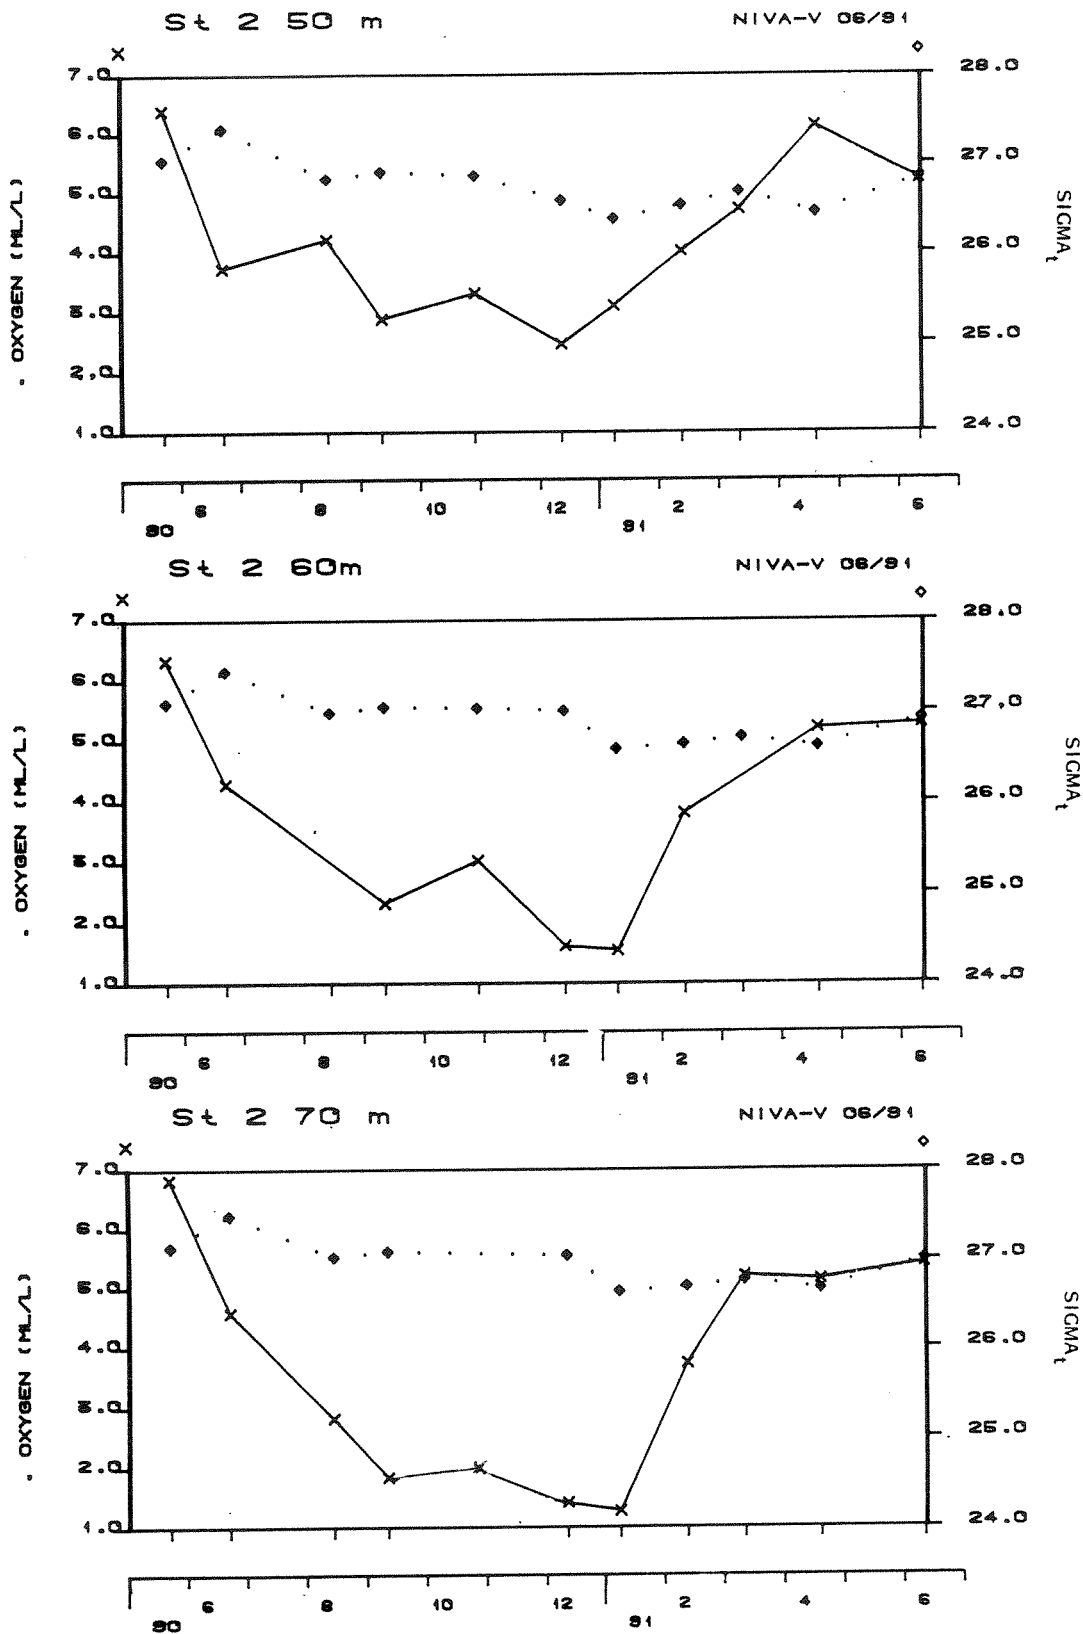 St 2 50 m NIVA-V 06/91
7.0 28.0
6.0 27.0
5.0
4.0 26.0
3.0 25.0
2.0
1.0 24.0
. OXYGEN (ML/L)
SIGMAt
6 8 10 12 2 4 6
90 91
St 2 60m NIVA-V 06/91
7.0 28.0
6.0 27.0
5.0
4.0 26.0
3.0 25.0
2.0
1.0 24.0
. OXYGEN (ML/L)
SIGMAt
6 8 10 12 2 4 6
90 91
St 2 70 m NIVA-V 06/91
7.0 28.0
6.0 27.0
5.0
4.0 26.0
3.0 25.0
2.0
1.0 24.0
. OXYGEN (ML/L)
SIGMAt
6 8 10 12 2 4 6
90 91